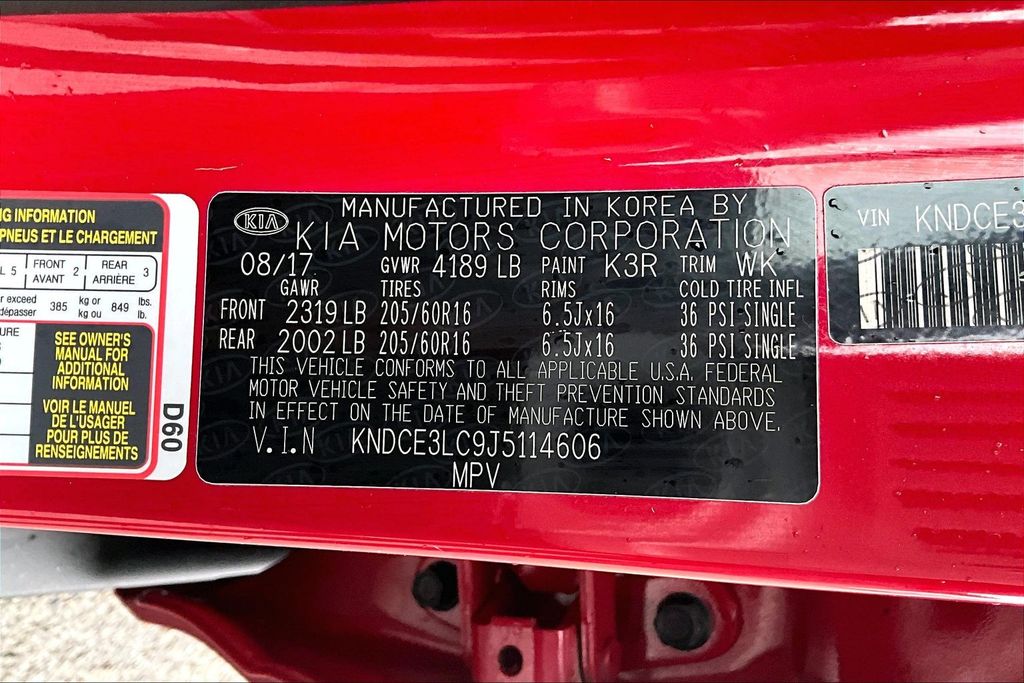 NG INFORMATION
PNEUS ET LE CHARGEMENT
L 5 FRONT AVANT 2 REAR ARRIÈRE 3
er exceed dépasser 385 kg or kg ou 849 lbs. lb.
SEE OWNER'S
MANUAL FOR
ADDITIONAL
INFORMATION
VOIR LE MANUEL
DE L'USAGER
POUR PLUS DE
RENSEIGNEMENTS
D60
KIA MANUFACTURED IN KOREA BY
KIA MOTORS CORPORATION
08/17 GVWR 4189 LB PAINT K3R TRIM WK
GAWR TIRES RIMS COLD TIRE INFL
FRONT 2319 LB 205/60R16 6.5Jx16 36 PSI SINGLE
REAR 2002 LB 205/60R16 6.5Jx16 36 PSI SINGLE
THIS VEHICLE CONFORMS TO ALL APPLICABLE U.S.A. FEDERAL
MOTOR VEHICLE SAFETY AND THEFT PREVENTION STANDARDS
IN EFFECT ON THE DATE OF MANUFACTURE SHOWN ABOVE.
V.I.N KNDCE3LC9J5114606
MPV
VIN KNDCE3